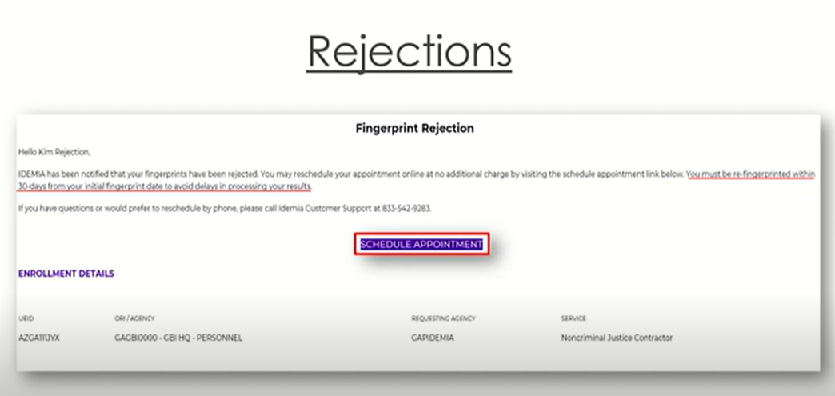 Rejections
Fingerprint Rejection
Hello Kim Rejection,
IDEMIA has been notified that your fingerprints have been rejected. You may reschedule your appointment online at no additional charge by visiting the schedule appointment link below. You must be re-fingerprinted within
30-days from your initial fingerprint date to avoid delays in processing your results.
If you have questions or would prefer to reschedule by phone, please call Idemia Customer Support at 833-542-9283.
SCHEDULE APPOINTMENT
ENROLLMENT DETAILS
UEID ORI / AGENCY REQUESTING AGENCY SERVICE
GAGBI0000 - GBI HQ - PERSONNEL GAPIDEMIA Noncriminal Justice Contractor